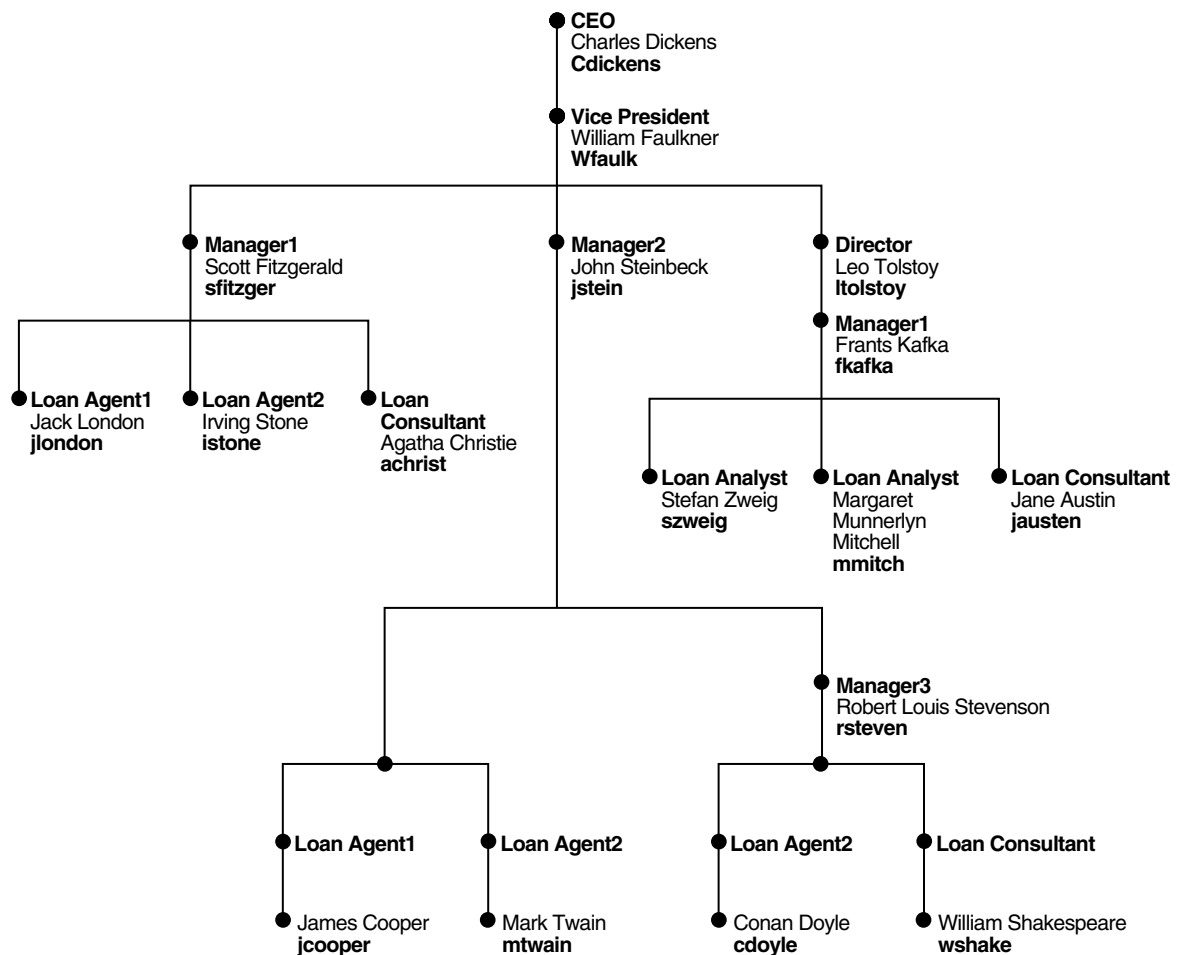 CEO
Charles Dickens
Cdickens
Vice President
William Faulkner
Wfaulk
Manager1
Scott Fitzgerald
sfitzger
Manager2
John Steinbeck
jstein
Director
Leo Tolstoy
ltolstoy
Manager1
Frants Kafka
fkafka
Loan Agent1
Jack London
jlondon
Loan Agent2
Irving Stone
istone
Loan
Consultant
Agatha Christie
achrist
Loan Analyst
Stefan Zweig
szweig
Loan Analyst
Margaret
Munnerlyn
Mitchell
mmitch
Loan Consultant
Jane Austin
jausten
Manager3
Robert Louis Stevenson
rsteven
Loan Agent1
James Cooper
jcooper
Loan Agent2
Mark Twain
mtwain
Loan Agent2
Conan Doyle
cdoyle
Loan Consultant
William Shakespeare
wshake